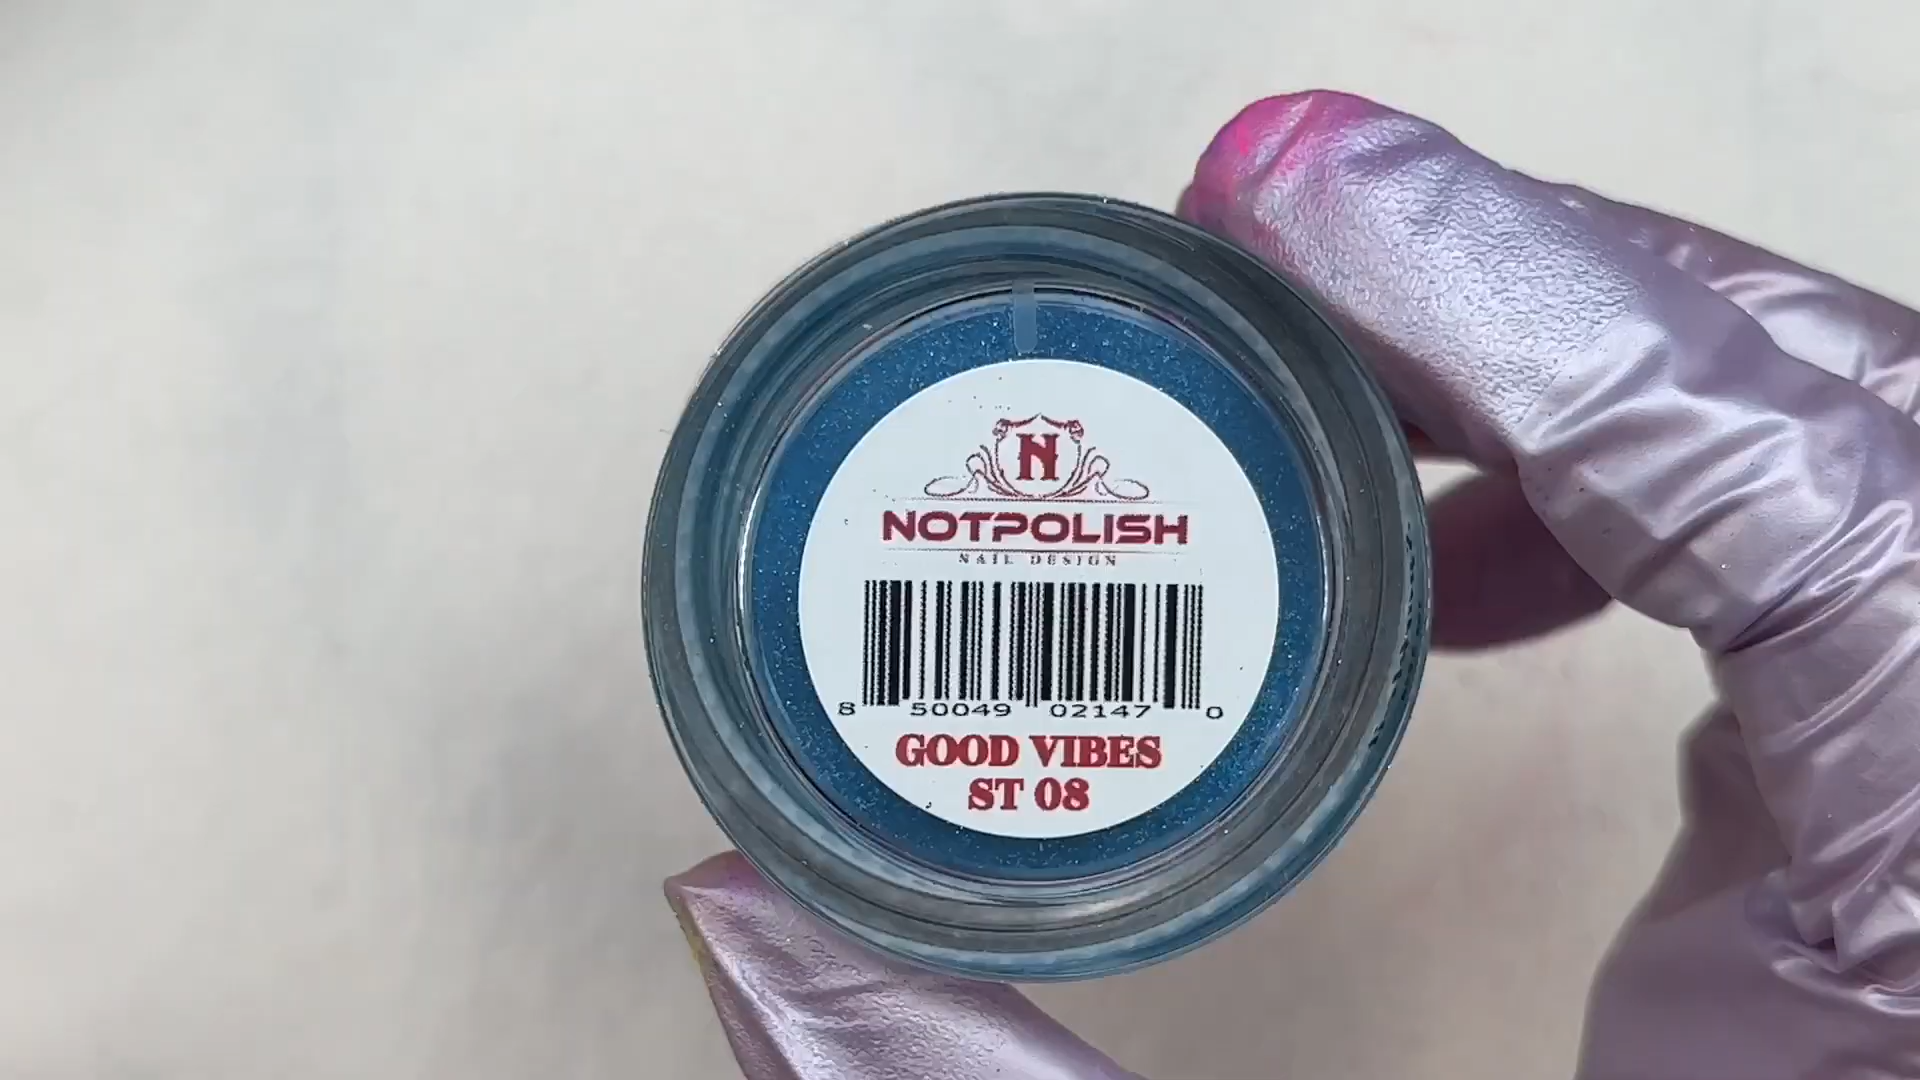 N
NOTPOLISH
NAIL DESIGN
8 50049 02147 0
GOOD VIBES
ST 08